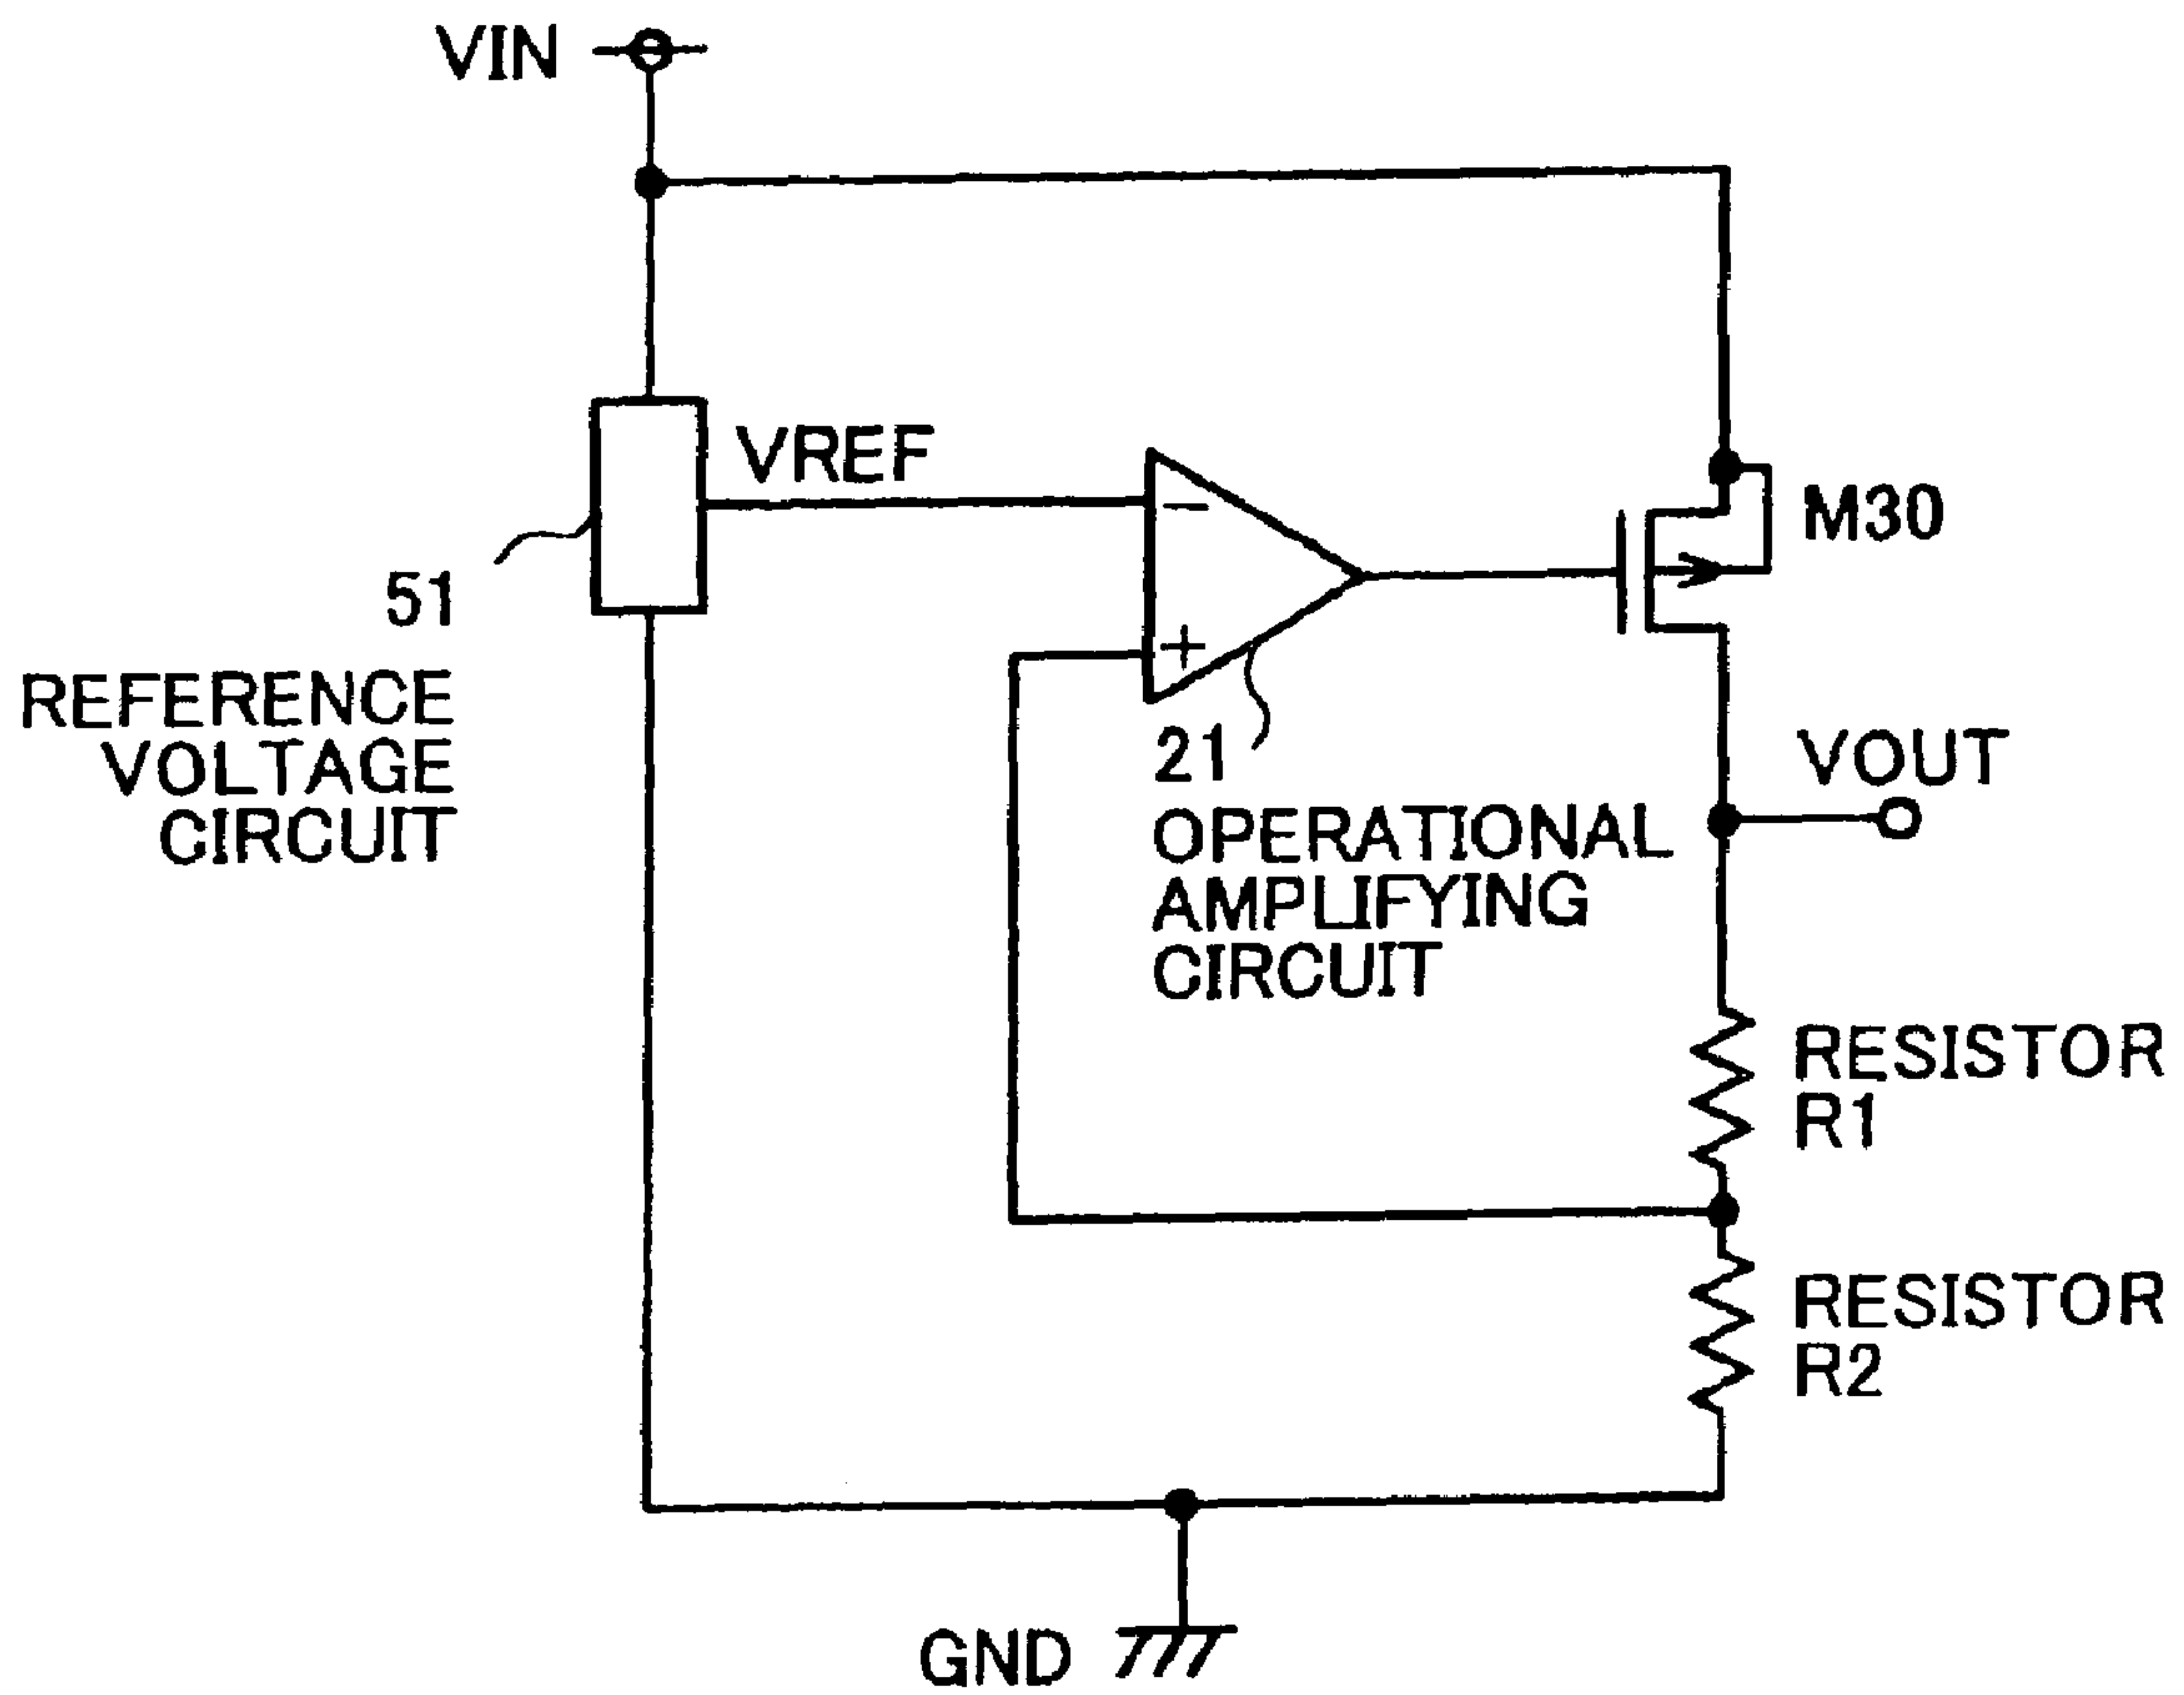 VIN
VREF
M30
51
REFERENCE
VOLTAGE
CIRCUIT
−
+
21
OPERATIONAL
AMPLIFYING
CIRCUIT
VOUT
RESISTOR
R1
RESISTOR
R2
GND